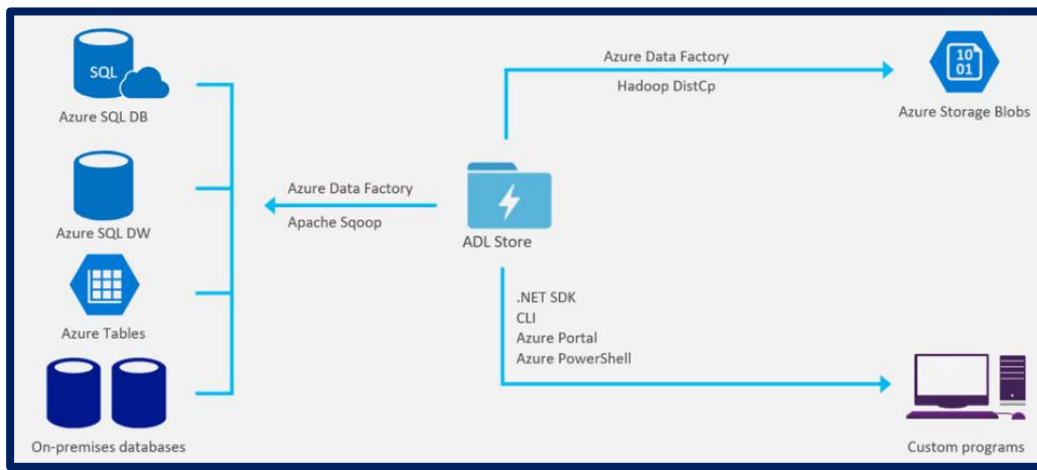 SQL
Azure SQL DB
Azure SQL DW
Azure Tables
On-premises databases
Azure Data Factory
Apache Sqoop
ADL Store
Azure Data Factory
Hadoop DistCp
10
01
Azure Storage Blobs
.NET SDK
CLI
Azure Portal
Azure PowerShell
Custom programs